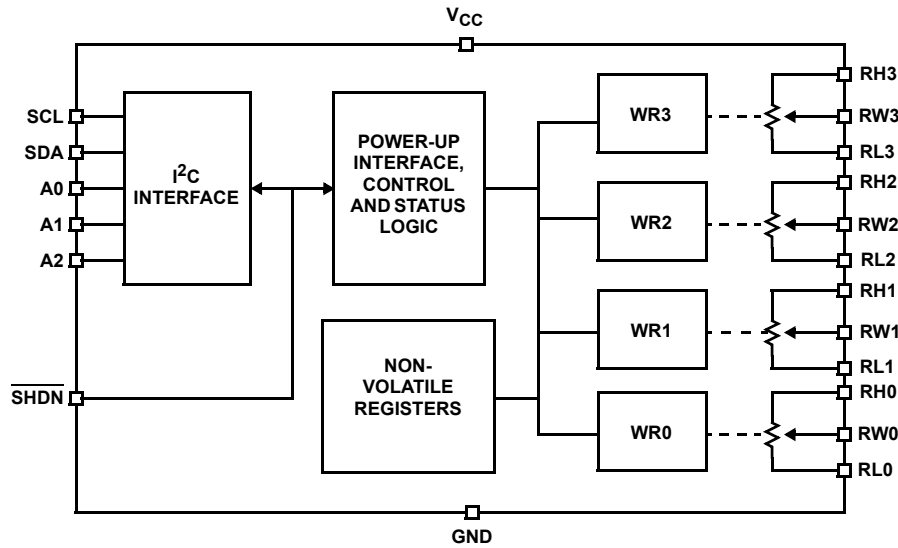 VCC
SCL
SDA
A0
A1
A2
SHDN
I2C
INTERFACE
POWER-UP
INTERFACE,
CONTROL
AND STATUS
LOGIC
NON-
VOLATILE
REGISTERS
WR3
WR2
WR1
WR0
RH3
RW3
RL3
RH2
RW2
RL2
RH1
RW1
RL1
RH0
RW0
RL0
GND